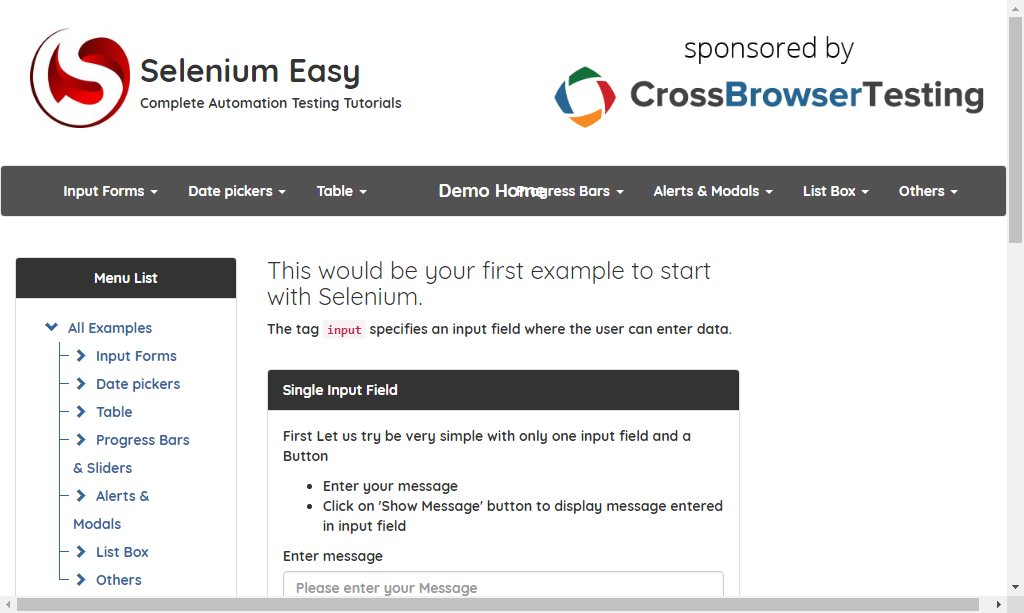 Selenium Easy
Complete Automation Testing Tutorials
sponsored by
CrossBrowserTesting
Input Forms Date pickers Table Demo Home Progress Bars Alerts & Modals List Box Others
Menu List
All Examples
Input Forms
Date pickers
Table
Progress Bars
& Sliders
Alerts &
Modals
List Box
Others
This would be your first example to start
with Selenium.
The tag input specifies an input field where the user can enter data.
Single Input Field
First Let us try be very simple with only one input field and a
Button
Enter your message
Click on 'Show Message' button to display message entered
in input field
Enter message
Please enter your Message